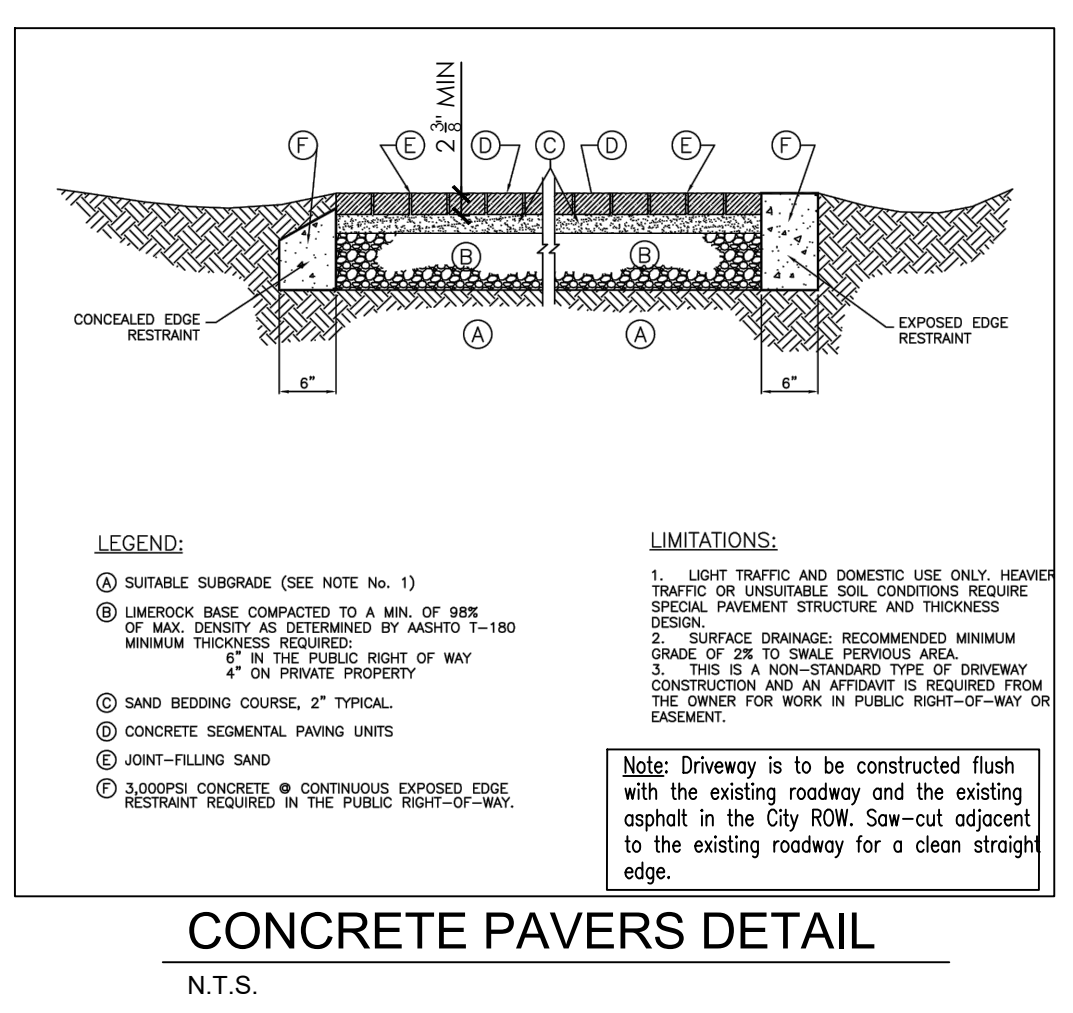 2 3/8" MIN
F
E
D
C
D
E
F
B
B
CONCEALED EDGE
RESTRAINT
A
A
EXPOSED EDGE
RESTRAINT
6"
6"
LEGEND:
A SUITABLE SUBGRADE (SEE NOTE No. 1)
B LIMEROCK BASE COMPACTED TO A MIN. OF 98%
OF MAX. DENSITY AS DETERMINED BY AASHTO T-180
MINIMUM THICKNESS REQUIRED:
6" IN THE PUBLIC RIGHT OF WAY
4" ON PRIVATE PROPERTY
C SAND BEDDING COURSE, 2" TYPICAL.
D CONCRETE SEGMENTAL PAVING UNITS
E JOINT-FILLING SAND
F 3,000PSI CONCRETE @ CONTINUOUS EXPOSED EDGE
RESTRAINT REQUIRED IN THE PUBLIC RIGHT-OF-WAY.
LIMITATIONS:
1. LIGHT TRAFFIC AND DOMESTIC USE ONLY. HEAVIER
TRAFFIC OR UNSUITABLE SOIL CONDITIONS REQUIRE
SPECIAL PAVEMENT STRUCTURE AND THICKNESS
DESIGN.
2. SURFACE DRAINAGE: RECOMMENDED MINIMUM
GRADE OF 2% TO SWALE PERVIOUS AREA.
3. THIS IS A NON-STANDARD TYPE OF DRIVEWAY
CONSTRUCTION AND AN AFFIDAVIT IS REQUIRED FROM
THE OWNER FOR WORK IN PUBLIC RIGHT-OF-WAY OR
EASEMENT.
Note: Driveway is to be constructed flush
with the existing roadway and the existing
asphalt in the City ROW. Saw-cut adjacent
to the existing roadway for a clean straight
edge.
CONCRETE PAVERS DETAIL
N.T.S.